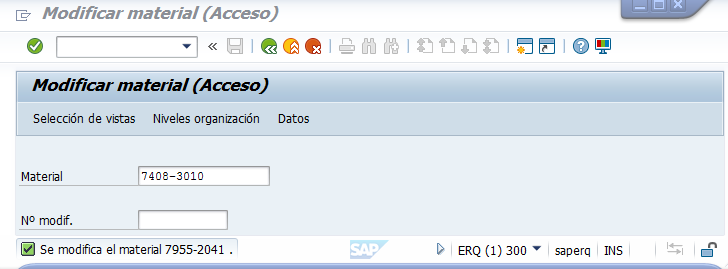 Modificar material (Acceso)
Modificar material (Acceso)
Selección de vistas Niveles organización Datos
Material 7408-3010
Nº modif.
Se modifica el material 7955-2041 . SAP ERQ (1) 300 saperq INS